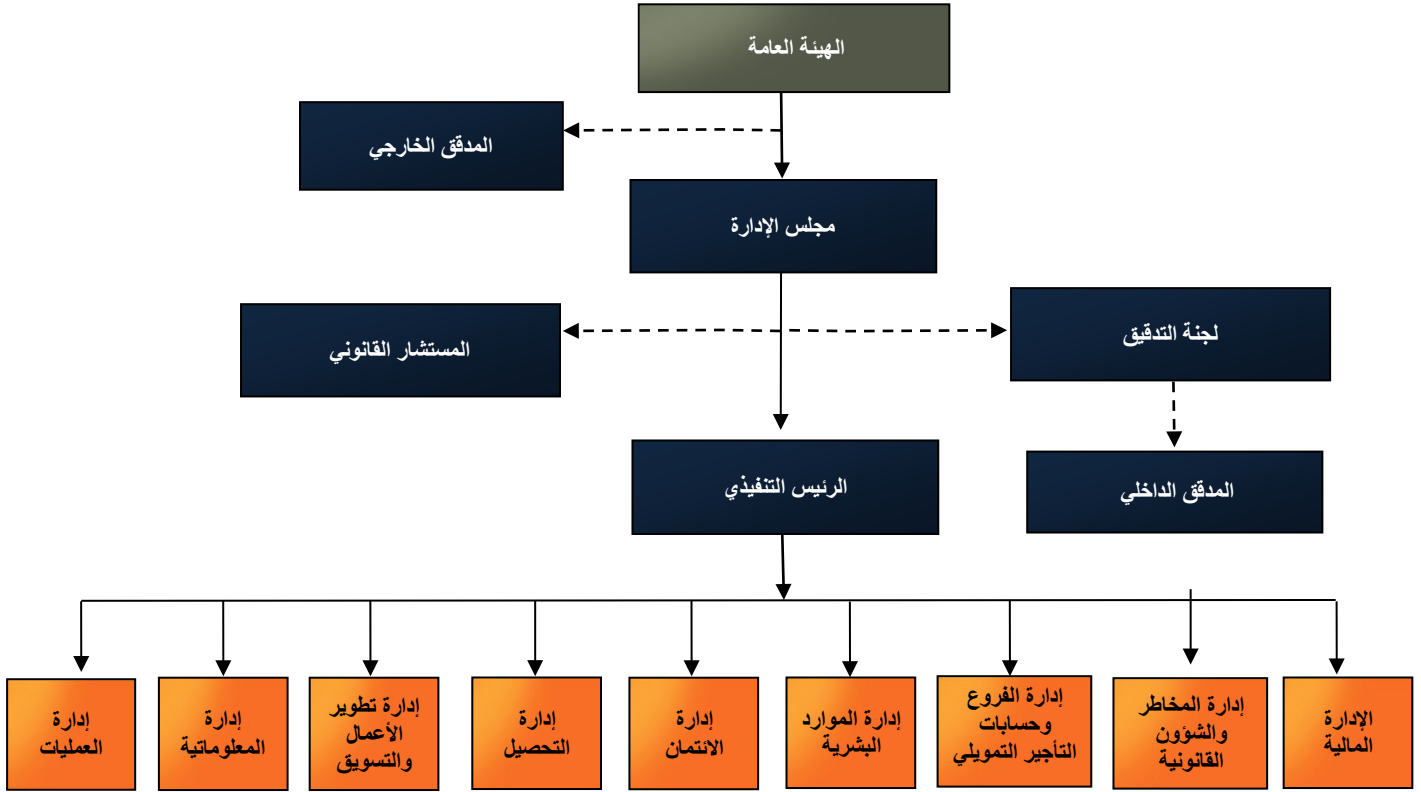 الهيئة العامة
المدقق الخارجي
مجلس الإدارة
لجنة التدقيق
المستشار القانوني
الرئيس التنفيذي
المدقق الداخلي
الإدارة
المالية
إدارة المخاطر
والشؤون
القانونية
إدارة الفروع
وحسابات
التأجير التمويلي
إدارة الموارد
البشرية
إدارة
الائتمان
إدارة
التحصيل
إدارة تطوير
الأعمال
والتسويق
إدارة
المعلوماتية
إدارة
العمليات